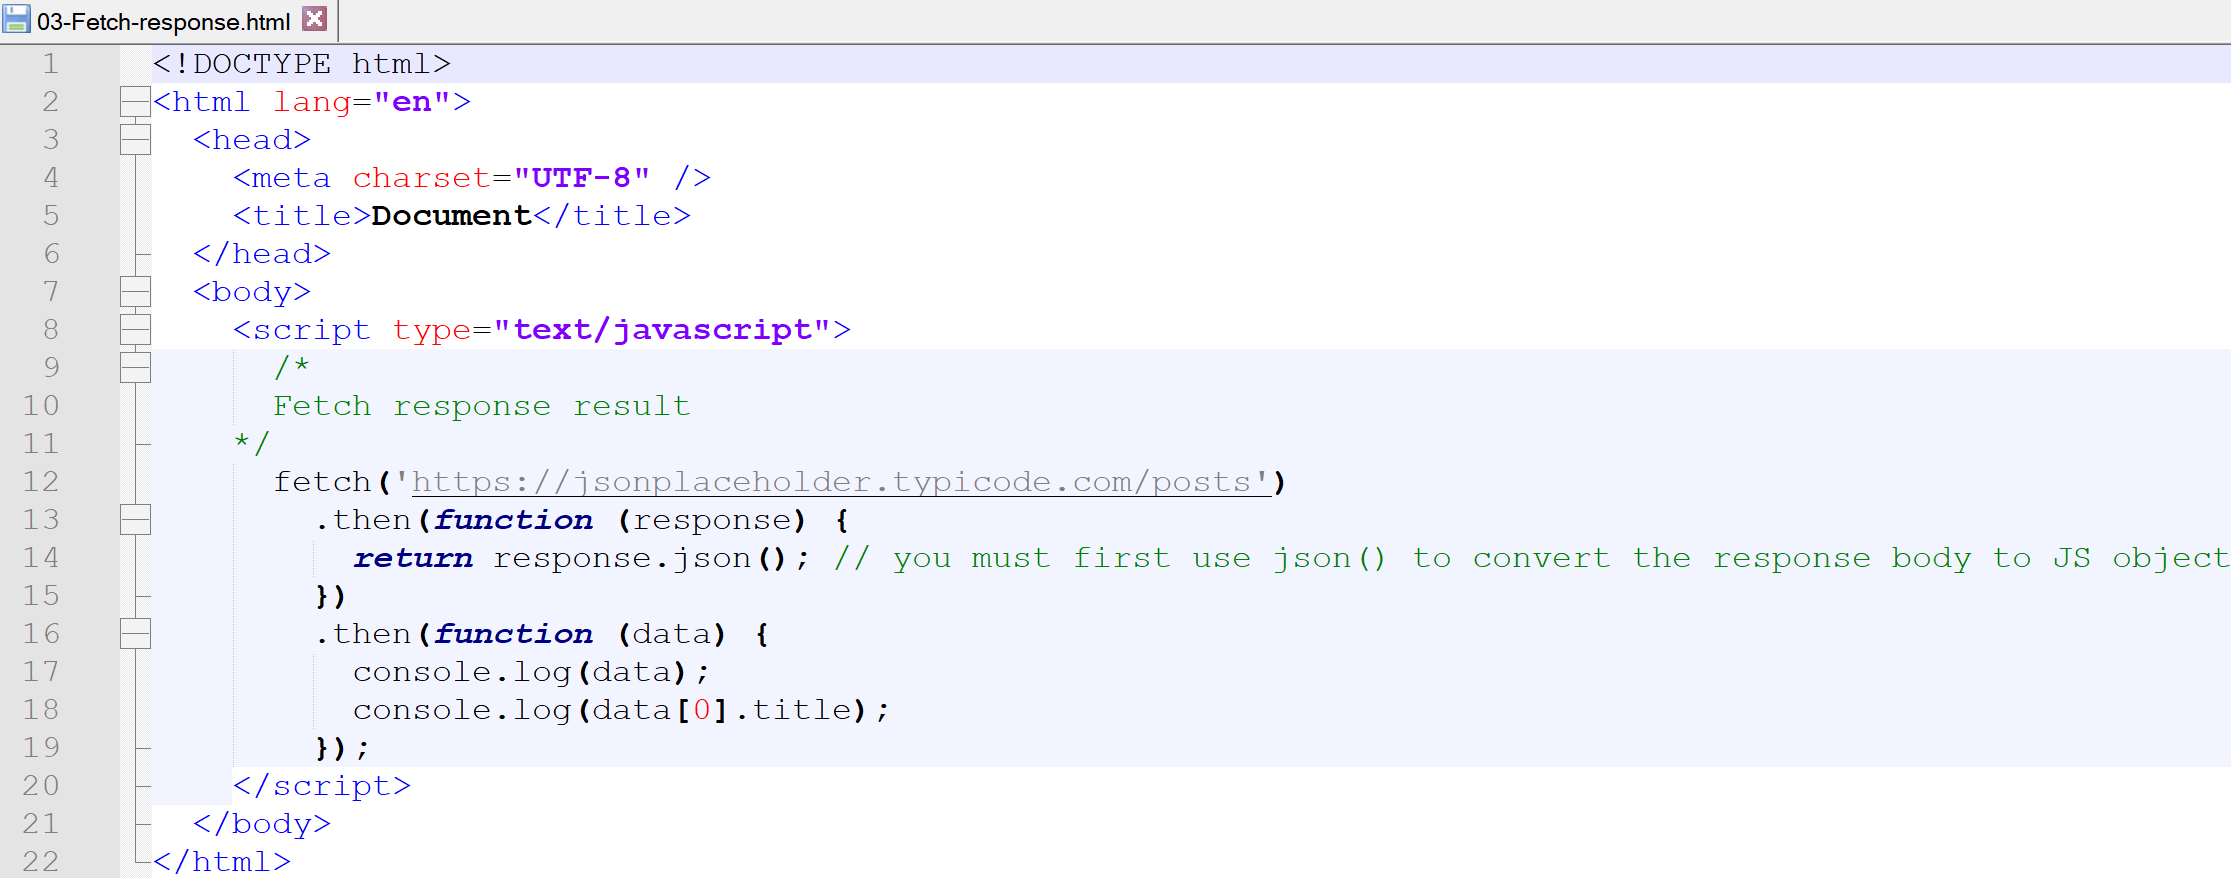 03-Fetch-response.html
1 <!DOCTYPE html>
2 <html lang="en">
3   <head>
4     <meta charset="UTF-8" />
5     <title>Document</title>
6   </head>
7   <body>
8     <script type="text/javascript">
9       /*
10       Fetch response result
11     */
12       fetch('https://jsonplaceholder.typicode.com/posts')
13         .then(function (response) {
14           return response.json(); // you must first use json() to convert the response body to JS object
15         })
16         .then(function (data) {
17           console.log(data);
18           console.log(data[0].title);
19         });
20     </script>
21   </body>
22 </html>